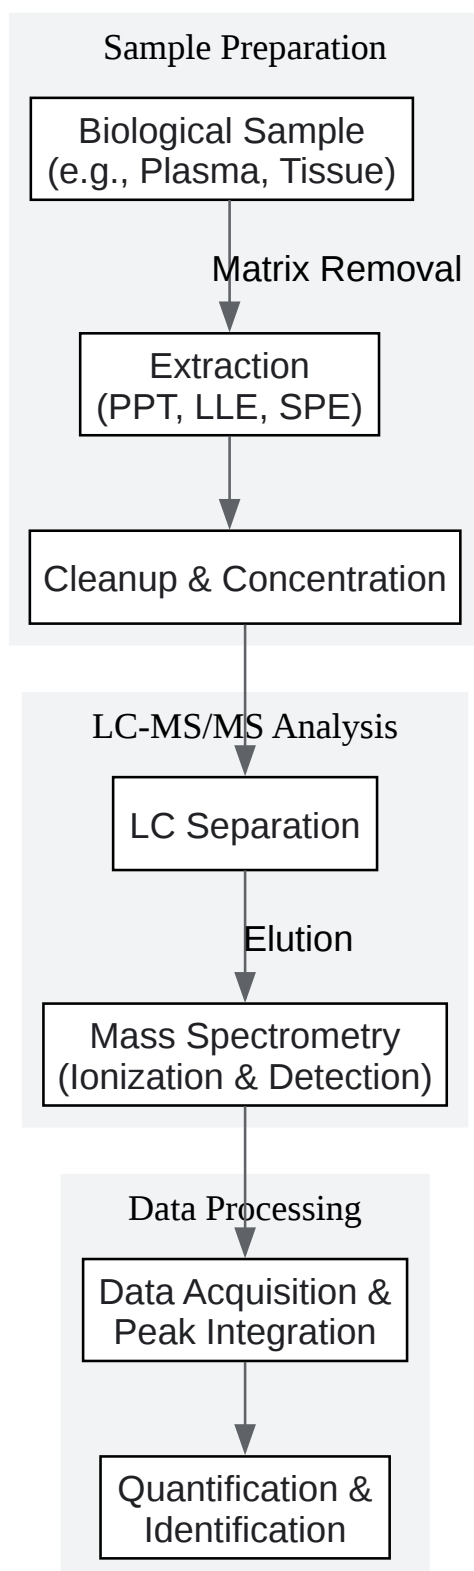 Sample Preparation
Biological Sample
(e.g., Plasma, Tissue)
Matrix Removal
Extraction
(PPT, LLE, SPE)
Cleanup & Concentration
LC-MS/MS Analysis
LC Separation
Elution
Mass Spectrometry
(Ionization & Detection)
Data Processing
Data Acquisition &
Peak Integration
Quantification &
Identification